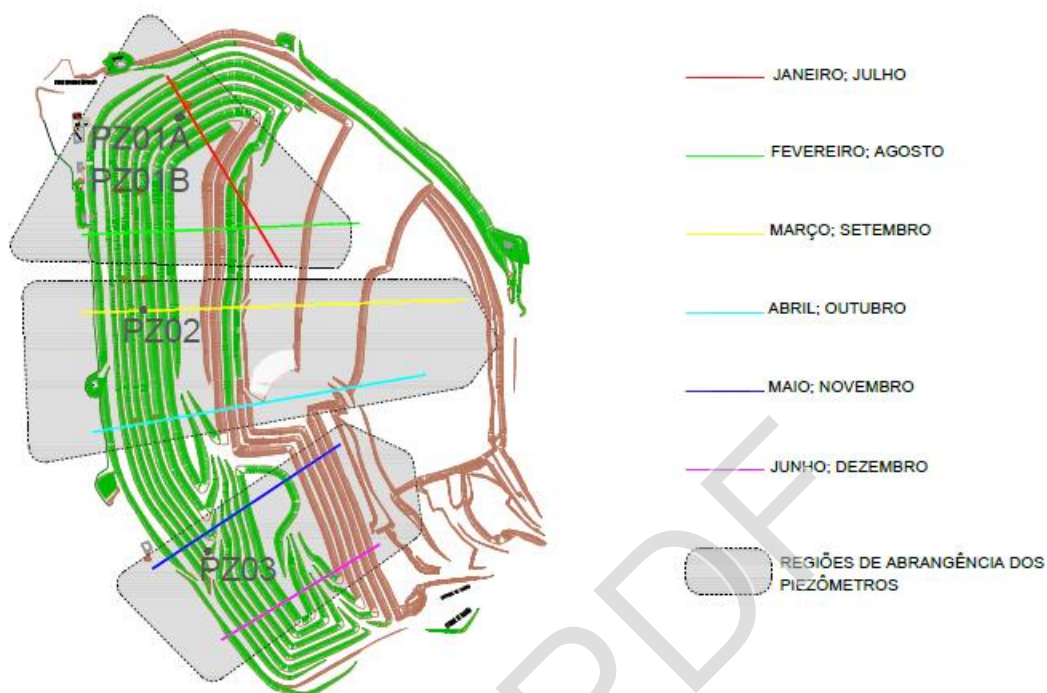 JANEIRO; JULHO
FEVEREIRO; AGOSTO
MARÇO; SETEMBRO
ABRIL; OUTUBRO
MAIO; NOVEMBRO
JUNHO; DEZEMBRO
REGIÕES DE ABRANGÊNCIA DOS
PIEZÔMETROS
PZ01A
PZ01B
PZ02
PZ03
PDF